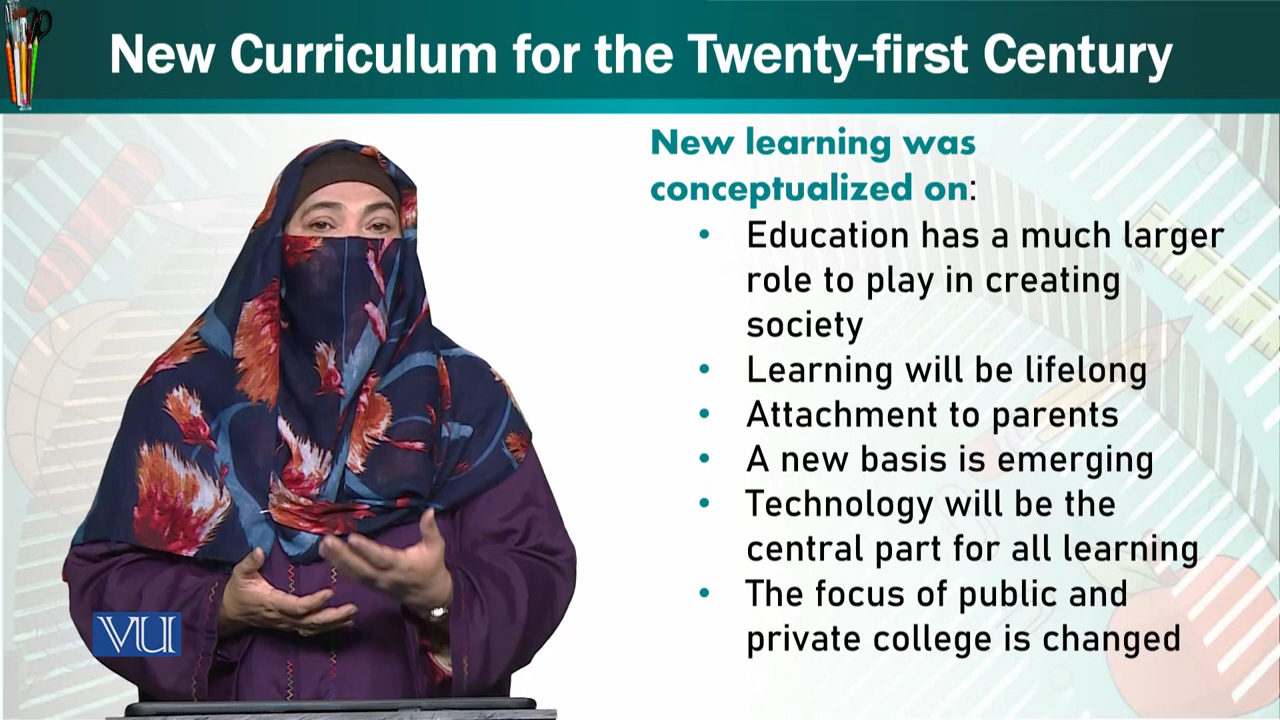 New Curriculum for the Twenty-first Century
New learning was
conceptualized on:
• Education has a much larger
role to play in creating
society
• Learning will be lifelong
• Attachment to parents
• A new basis is emerging
• Technology will be the
central part for all learning
• The focus of public and
private college is changed
VU